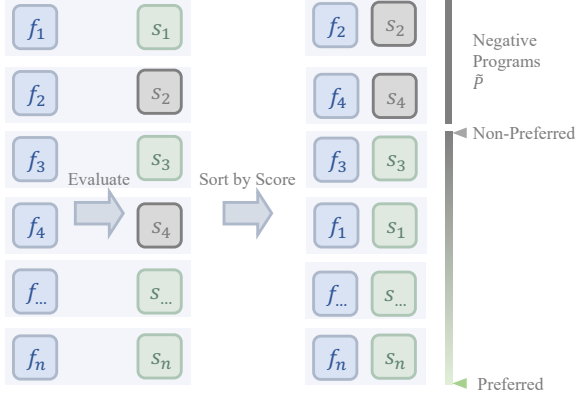 f₁ s₁
f₂ s₂
f₃ s₃
f₄ s₄
f... s...
fₙ sₙ
Evaluate
Sort by Score
f₂ s₂
f₄ s₄
f₃ s₃
f₁ s₁
f... s...
fₙ sₙ
Negative
Programs
P̃
Non-Preferred
Preferred